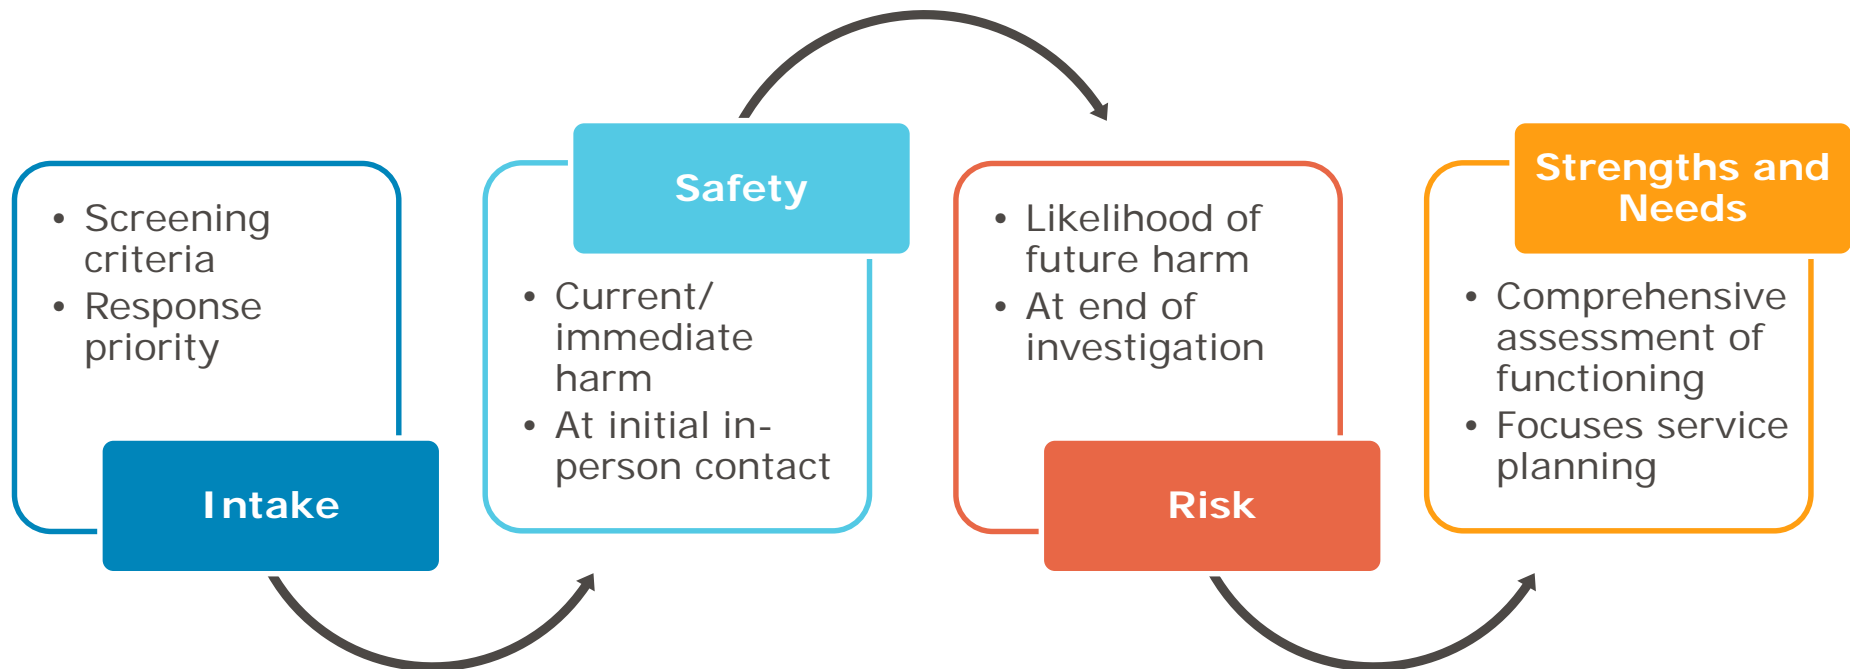 • Screening
criteria
• Response
priority
Intake
Safety
• Current/
immediate
harm
• At initial in-
person contact
• Likelihood of
future harm
• At end of
investigation
Risk
Strengths and
Needs
• Comprehensive
assessment of
functioning
• Focuses service
planning